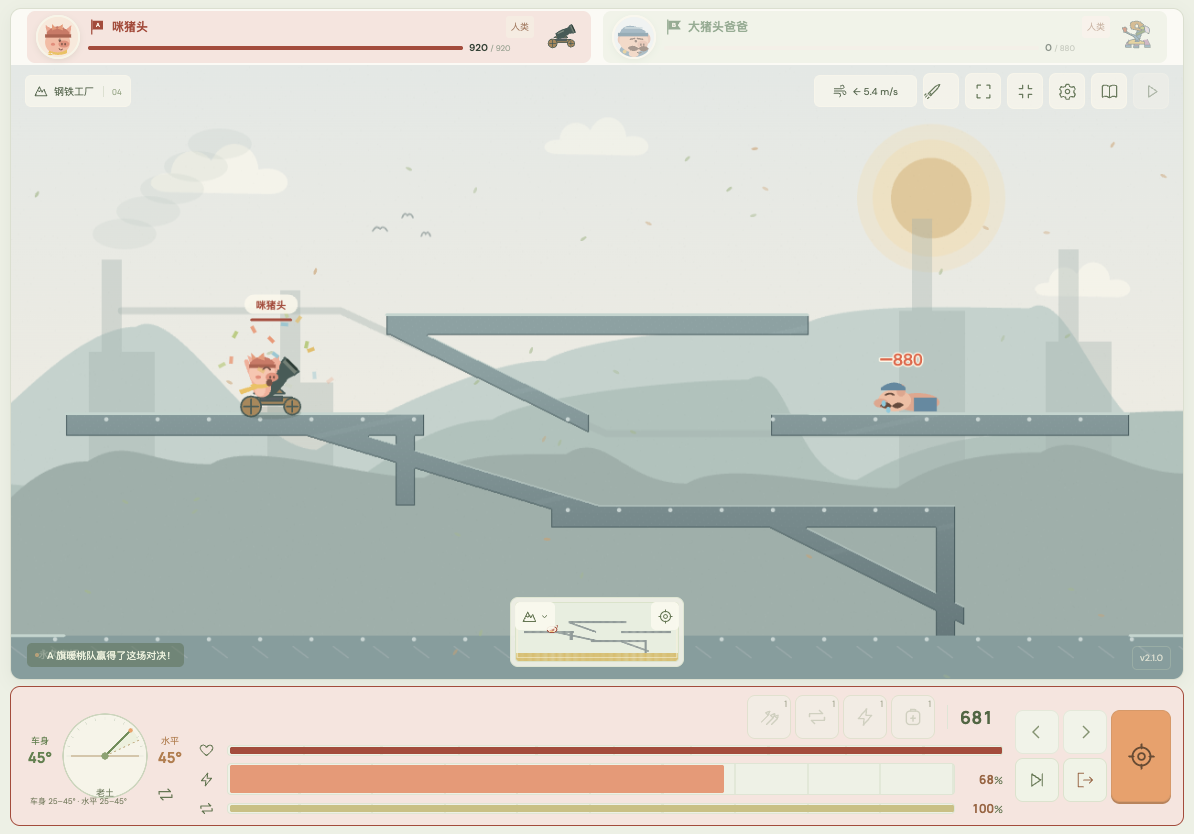 咪猪头
人类
920 / 920
大猪头爸爸
人类
0 / 880
钢铁工厂 04
← 5.4 m/s
咪猪头
−880
A 旗暖桃队赢得了这场对决！
v2.1.0
车身
45°
水平
45°
老土
车身 25–45° · 水平 25–45°
1
1
1
1
681
68%
100%